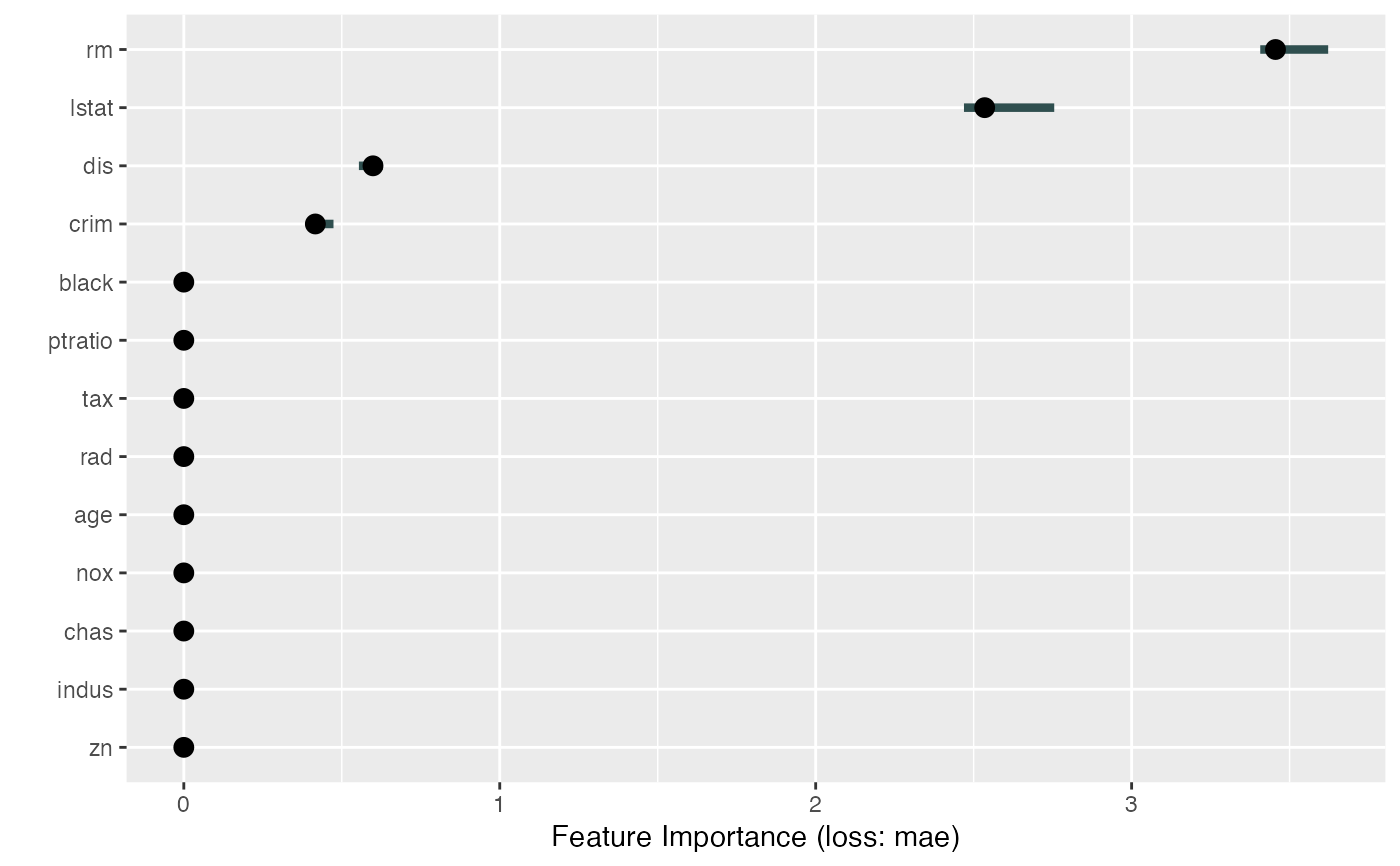 rm
lstat
dis
crim
black
ptratio
tax
rad
age
nox
chas
indus
zn
0 1 2 3
Feature Importance (loss: mae)